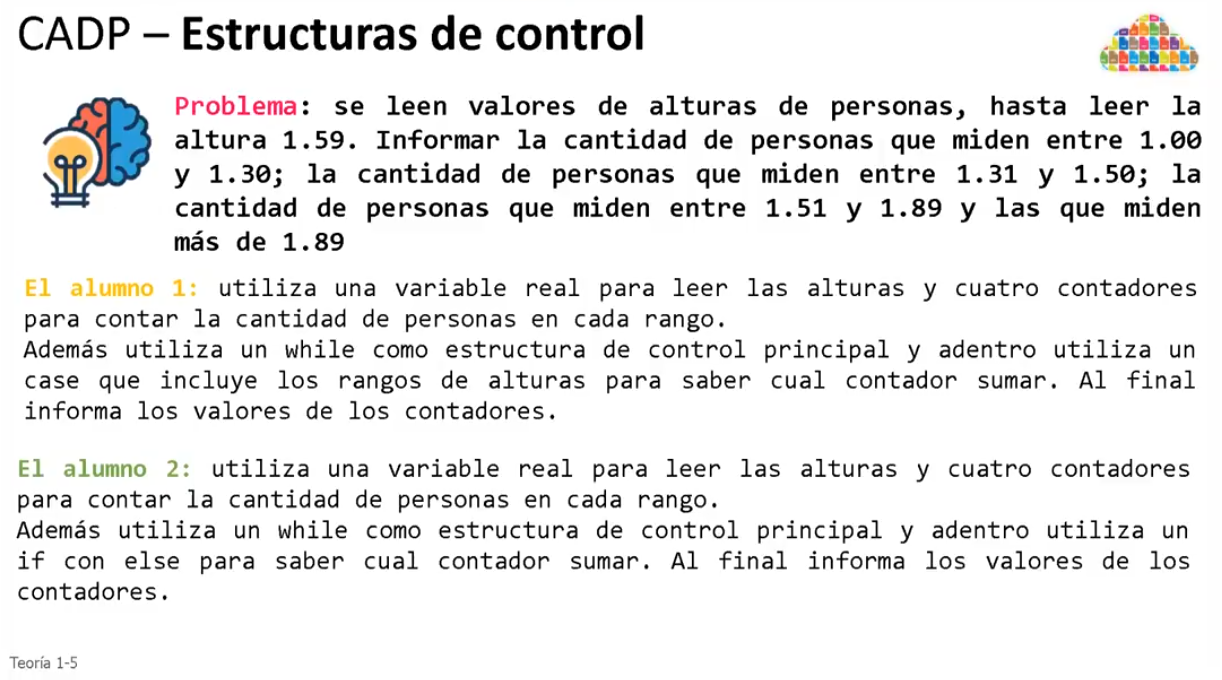 CADP – Estructuras de control
Problema: se leen valores de alturas de personas, hasta leer la
altura 1.59. Informar la cantidad de personas que miden entre 1.00
y 1.30; la cantidad de personas que miden entre 1.31 y 1.50; la
cantidad de personas que miden entre 1.51 y 1.89 y las que miden
más de 1.89
El alumno 1: utiliza una variable real para leer las alturas y cuatro contadores
para contar la cantidad de personas en cada rango.
Además utiliza un while como estructura de control principal y adentro utiliza un
case que incluye los rangos de alturas para saber cual contador sumar. Al final
informa los valores de los contadores.
El alumno 2: utiliza una variable real para leer las alturas y cuatro contadores
para contar la cantidad de personas en cada rango.
Además utiliza un while como estructura de control principal y adentro utiliza un
if con else para saber cual contador sumar. Al final informa los valores de los
contadores.
Teoría 1-5